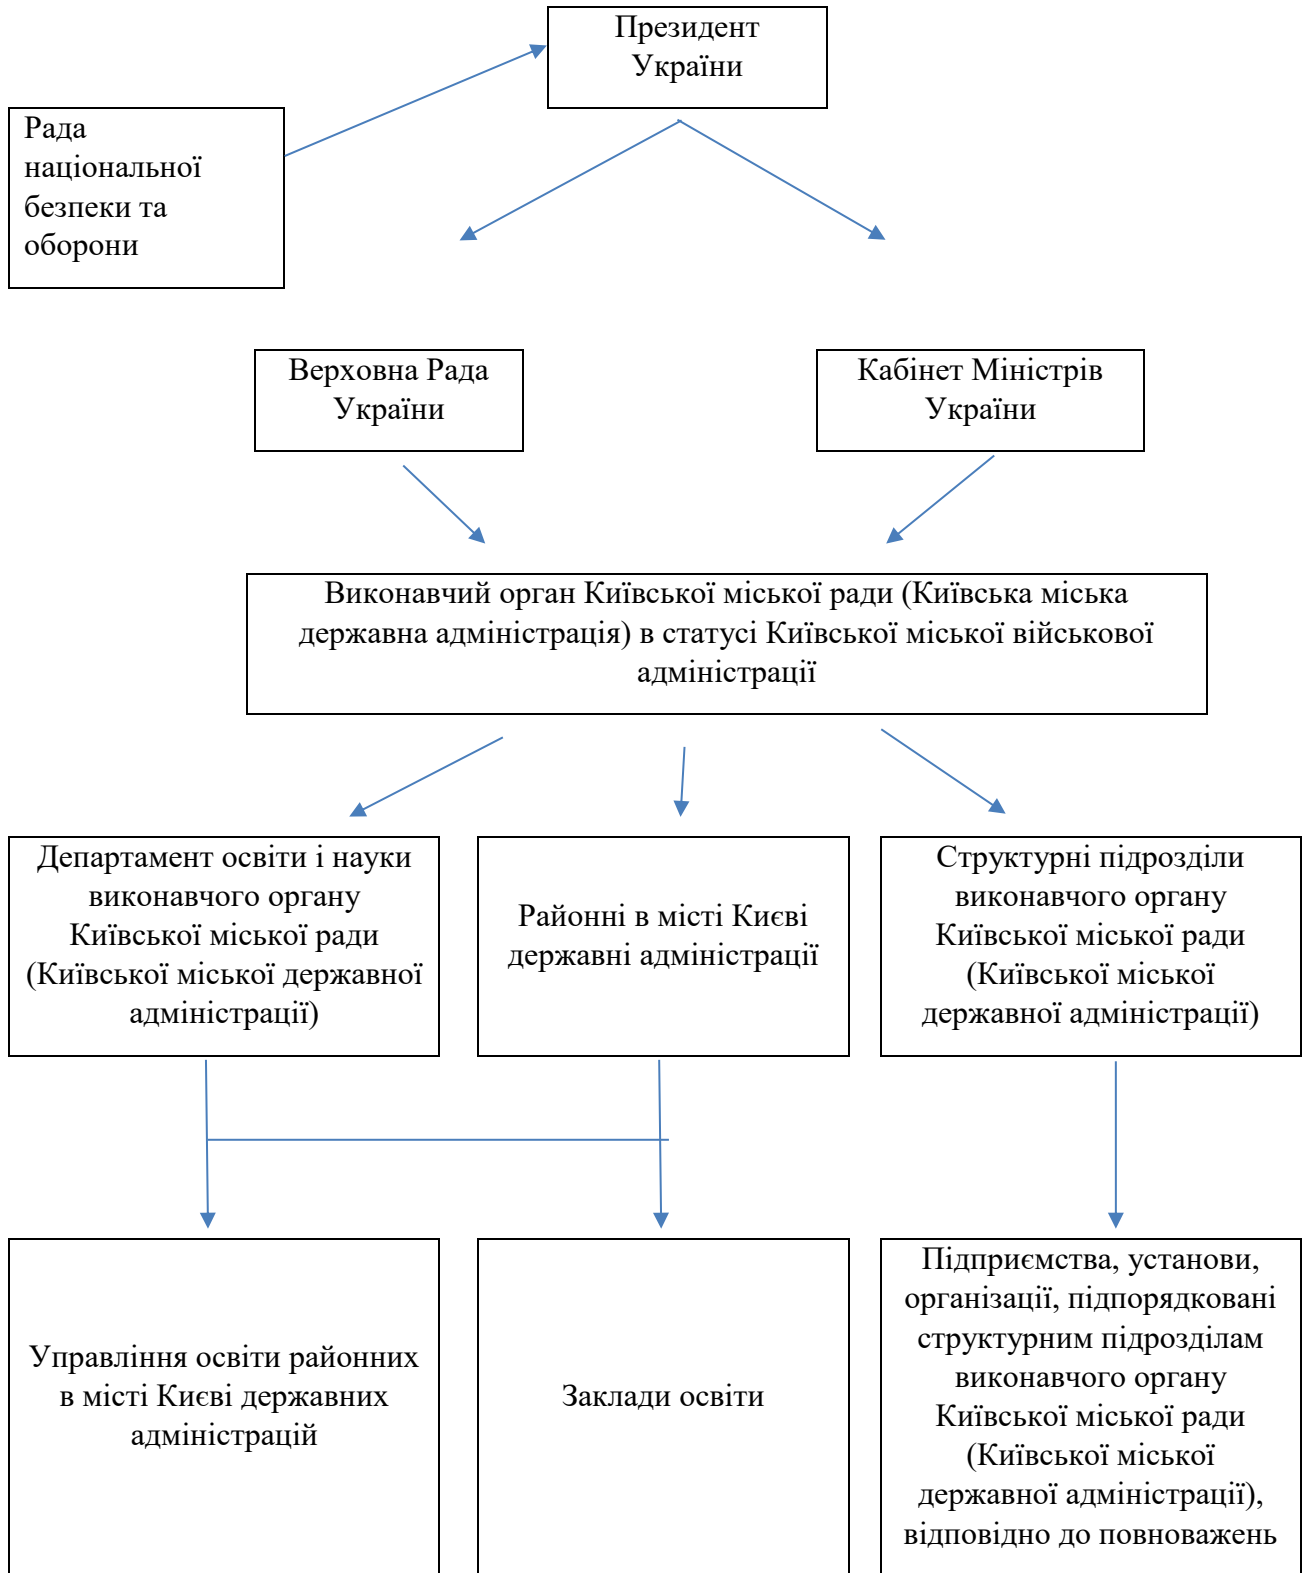 Президент
України
Рада
національної
безпеки та
оборони
Верховна Рада
України
Кабінет Міністрів
України
Виконавчий орган Київської міської ради (Київська міська
державна адміністрація) в статусі Київської міської військової
адміністрації
Департамент освіти і науки
виконавчого органу
Київської міської ради
(Київської міської державної
адміністрації)
Районні в місті Києві
державні адміністрації
Структурні підрозділи
виконавчого органу
Київської міської ради
(Київської міської
державної адміністрації)
Управління освіти районних
в місті Києві державних
адміністрацій
Заклади освіти
Підприємства, установи,
організації, підпорядковані
структурним підрозділам
виконавчого органу
Київської міської ради
(Київської міської
державної адміністрації),
відповідно до повноважень